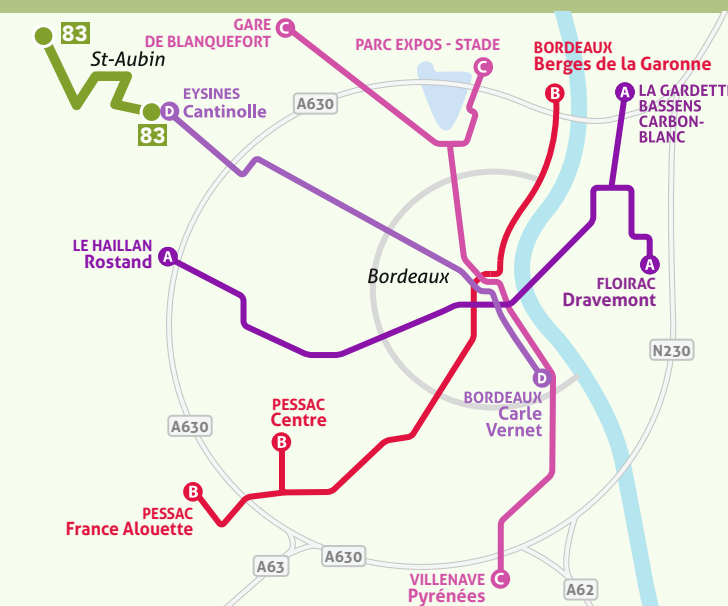 83
St-Aubin
83
D
EYSINES
Cantinolle
GARE
DE BLANQUEFORT
C
PARC EXPOS - STADE
C
BORDEAUX
Berges de la Garonne
B
A
LA GARDETTE
BASSENS
CARBON-
BLANC
A630
LE HAILLAN
Rostand
A
Bordeaux
A
FLOIRAC
Dravemont
N230
D
BORDEAUX
Carle
Vernet
A630
PESSAC
Centre
B
B
PESSAC
France Alouette
A63
A630
VILLENAVE
Pyrénées
C
A62